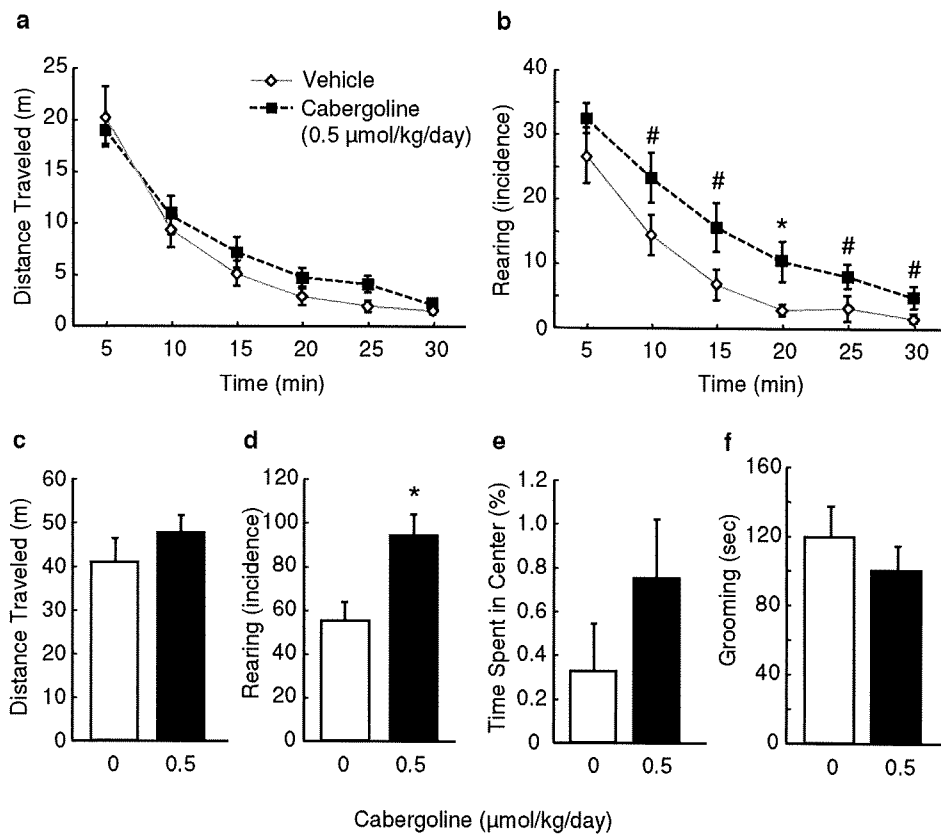 a
Distance Traveled (m)
25
20
15
10
5
0
5 10 15 20 25 30
Time (min)
Vehicle
Cabergoline
(0.5 μmol/kg/day)
b
Rearing (incidence)
40
30
20
10
0
# # * # #
5 10 15 20 25 30
Time (min)
c
Distance Traveled (m)
60
50
40
30
20
10
0
0 0.5
d
Rearing (incidence)
120
100
80
60
40
20
0
*
0 0.5
e
Time Spent in Center (%)
1.2
1.0
0.8
0.6
0.4
0.2
0
0 0.5
f
Grooming (sec)
160
120
80
40
0
0 0.5
Cabergoline (μmol/kg/day)